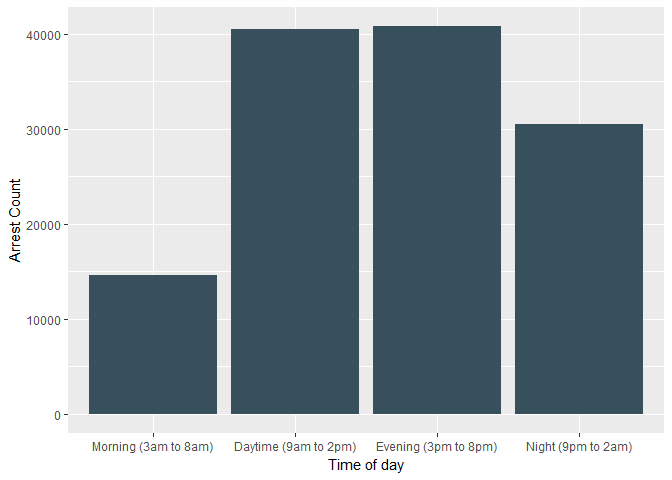 Arrest Count
40000
30000
20000
10000
0
Morning (3am to 8am) Daytime (9am to 2pm) Evening (3pm to 8pm) Night (9pm to 2am)
Time of day